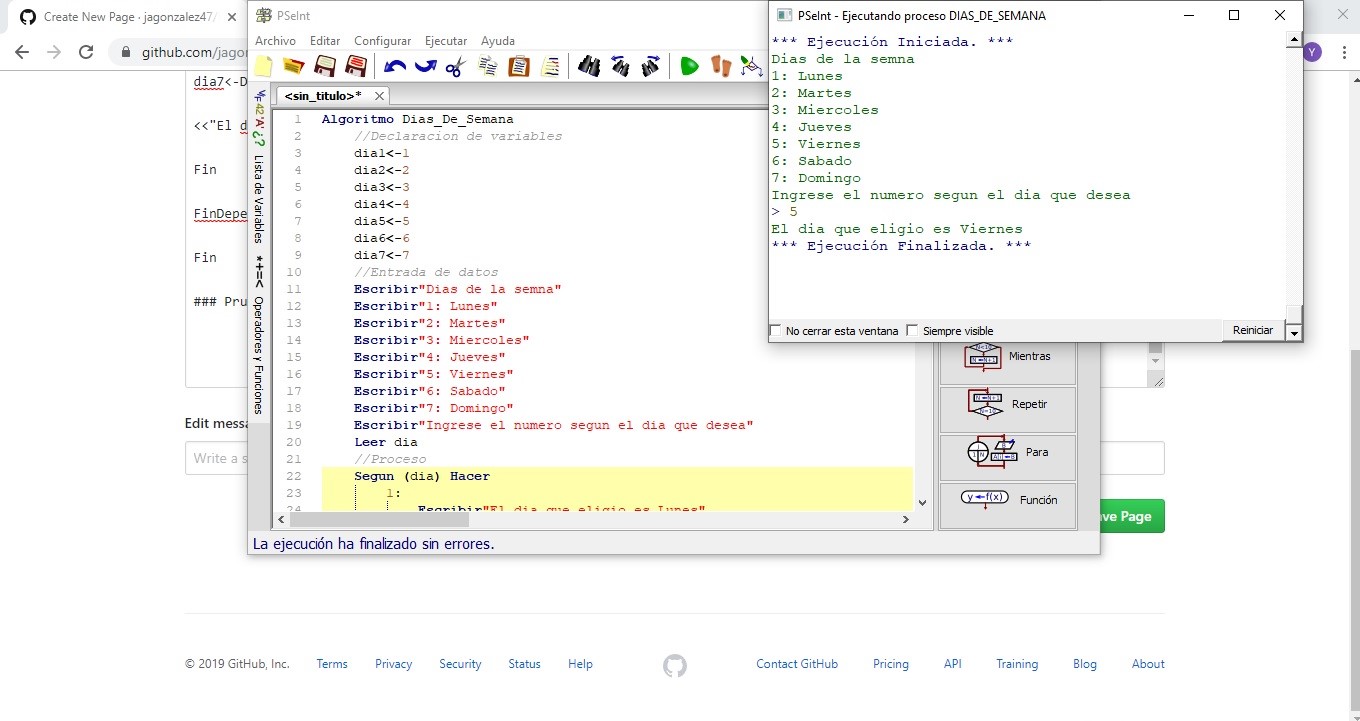 Create New Page · jagonzalez47/
github.com/jago
Y
dia7<-D
<<"El d
Fin
FinDepe
Fin
### Pru
Edit messa
Write a s
ve Page
PSeInt
Archivo Editar Configurar Ejecutar Ayuda
<sin_titulo>*
Lista de Variables
*+=< Operadores y Funciones
1 Algoritmo Dias_De_Semana
2 //Declaracion de variables
3 dia1<-1
4 dia2<-2
5 dia3<-3
6 dia4<-4
7 dia5<-5
8 dia6<-6
9 dia7<-7
10 //Entrada de datos
11 Escribir"Dias de la semna"
12 Escribir"1: Lunes"
13 Escribir"2: Martes"
14 Escribir"3: Miercoles"
15 Escribir"4: Jueves"
16 Escribir"5: Viernes"
17 Escribir"6: Sabado"
18 Escribir"7: Domingo"
19 Escribir"Ingrese el numero segun el dia que desea"
20 Leer dia
21 //Proceso
22 Segun (dia) Hacer
23 1:
24 Escribir"El dia que eligio es Lunes"
La ejecución ha finalizado sin errores.
Mientras
Repetir
Para
y←f(x) Función
PSeInt - Ejecutando proceso DIAS_DE_SEMANA
*** Ejecución Iniciada. ***
Dias de la semna
1: Lunes
2: Martes
3: Miercoles
4: Jueves
5: Viernes
6: Sabado
7: Domingo
Ingrese el numero segun el dia que desea
> 5
El dia que eligio es Viernes
*** Ejecución Finalizada. ***
No cerrar esta ventana Siempre visible Reiniciar
© 2019 GitHub, Inc. Terms Privacy Security Status Help Contact GitHub Pricing API Training Blog About